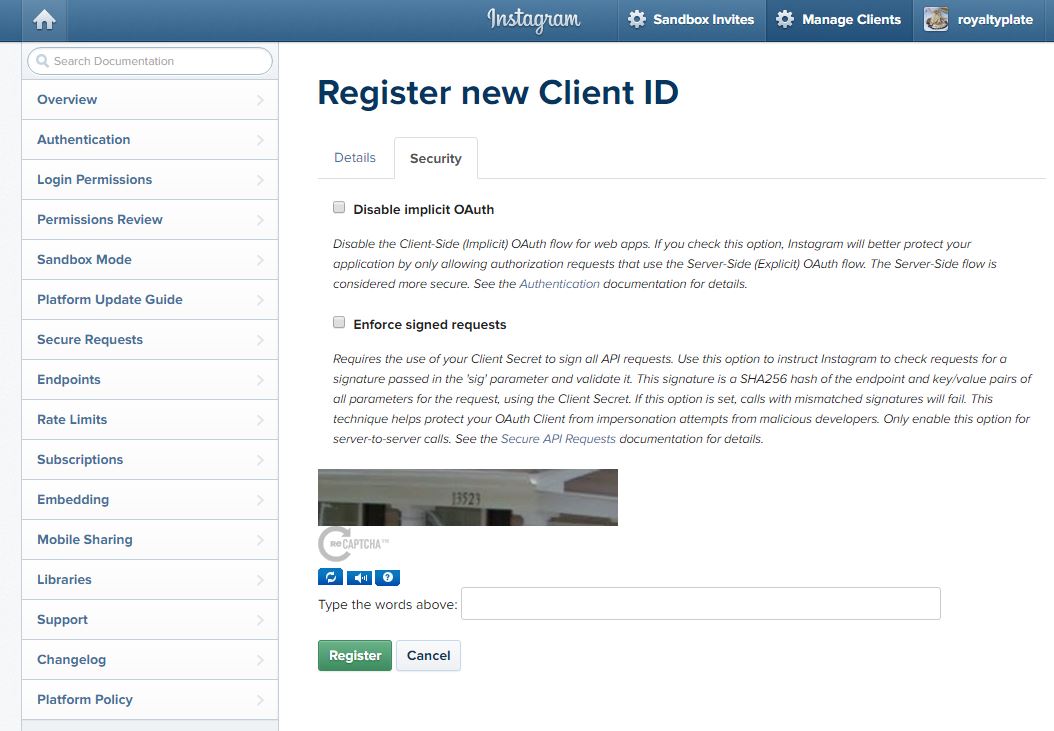 Instagram
Sandbox Invites
Manage Clients
royaltyplate
Search Documentation
Overview
Authentication
Login Permissions
Permissions Review
Sandbox Mode
Platform Update Guide
Secure Requests
Endpoints
Rate Limits
Subscriptions
Embedding
Mobile Sharing
Libraries
Support
Changelog
Platform Policy
Register new Client ID
Details
Security
Disable implicit OAuth
Disable the Client-Side (Implicit) OAuth flow for web apps. If you check this option, Instagram will better protect your
application by only allowing authorization requests that use the Server-Side (Explicit) OAuth flow. The Server-Side flow is
considered more secure. See the Authentication documentation for details.
Enforce signed requests
Requires the use of your Client Secret to sign all API requests. Use this option to instruct Instagram to check requests for a
signature passed in the 'sig' parameter and validate it. This signature is a SHA256 hash of the endpoint and key/value pairs of
all parameters for the request, using the Client Secret. If this option is set, calls with mismatched signatures will fail. This
technique helps protect your OAuth Client from impersonation attempts from malicious developers. Only enable this option for
server-to-server calls. See the Secure API Requests documentation for details.
13523
reCAPTCHA™
?
Type the words above:
Register
Cancel